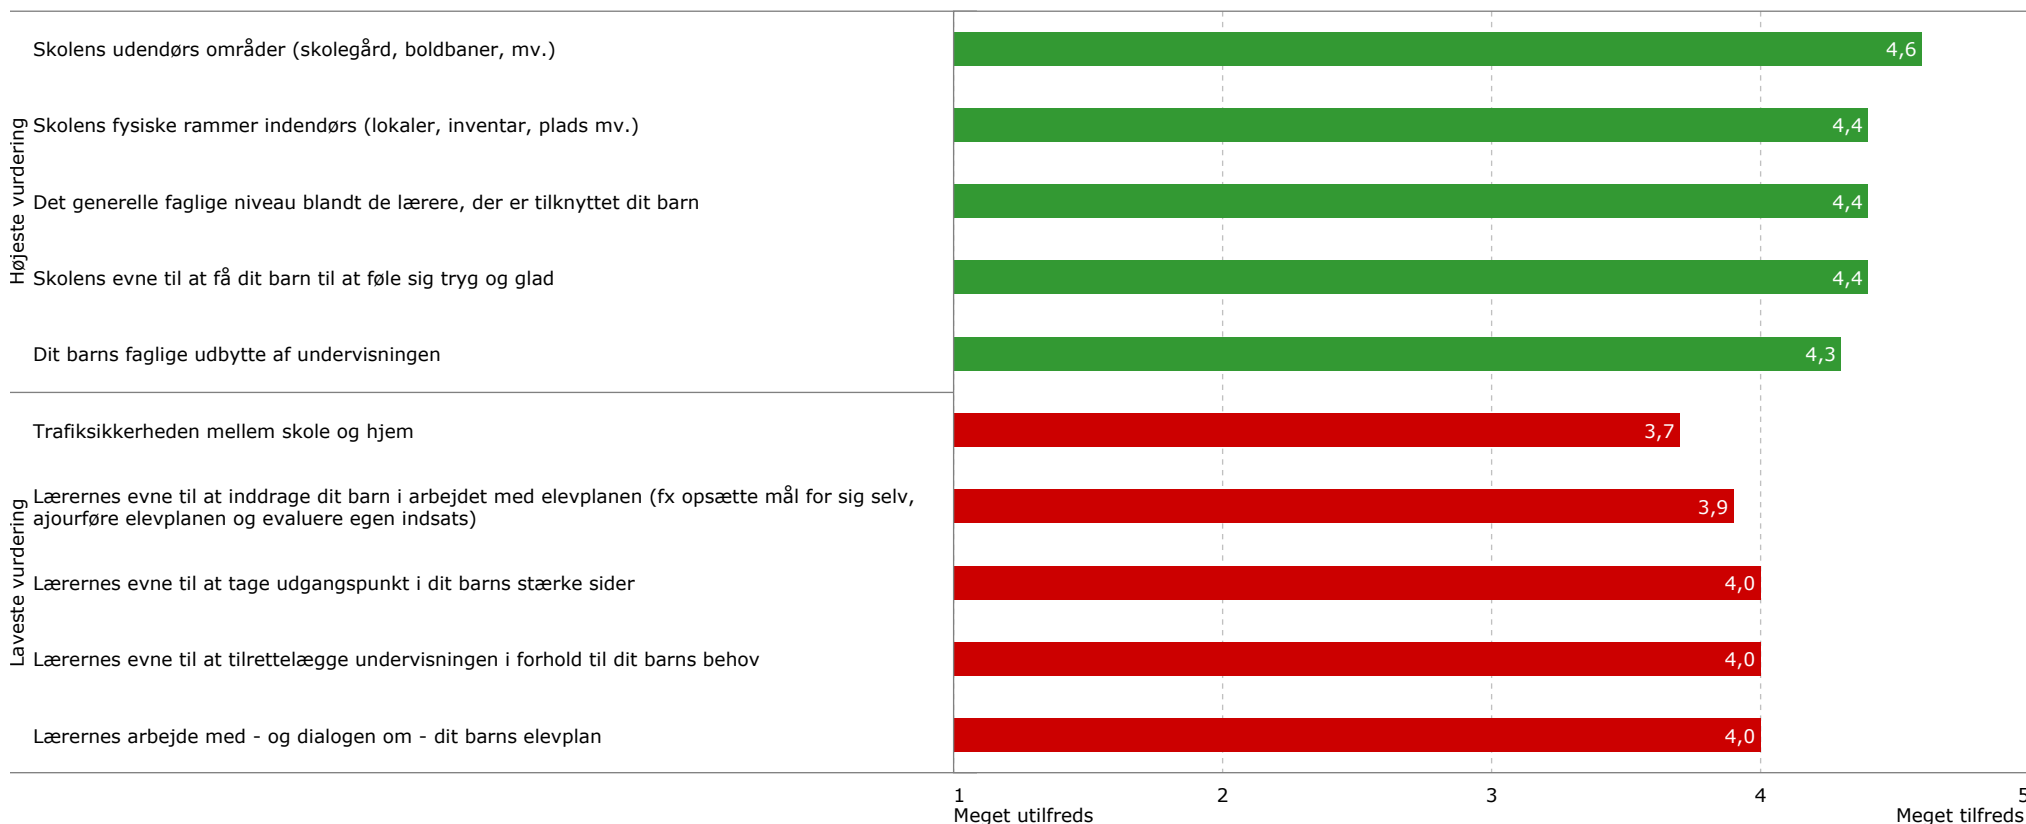 Højeste vurdering
Skolens udendørs områder (skolegård, boldbaner, mv.)
4,6
Skolens fysiske rammer indendørs (lokaler, inventar, plads mv.)
4,4
Det generelle faglige niveau blandt de lærere, der er tilknyttet dit barn
4,4
Skolens evne til at få dit barn til at føle sig tryg og glad
4,4
Dit barns faglige udbytte af undervisningen
4,3
Laveste vurdering
Trafiksikkerheden mellem skole og hjem
3,7
Lærernes evne til at inddrage dit barn i arbejdet med elevplanen (fx opsætte mål for sig selv,
ajourføre elevplanen og evaluere egen indsats)
3,9
Lærernes evne til at tage udgangspunkt i dit barns stærke sider
4,0
Lærernes evne til at tilrettelægge undervisningen i forhold til dit barns behov
4,0
Lærernes arbejde med - og dialogen om - dit barns elevplan
4,0
1 2 3 4 5
Meget utilfreds Meget tilfreds